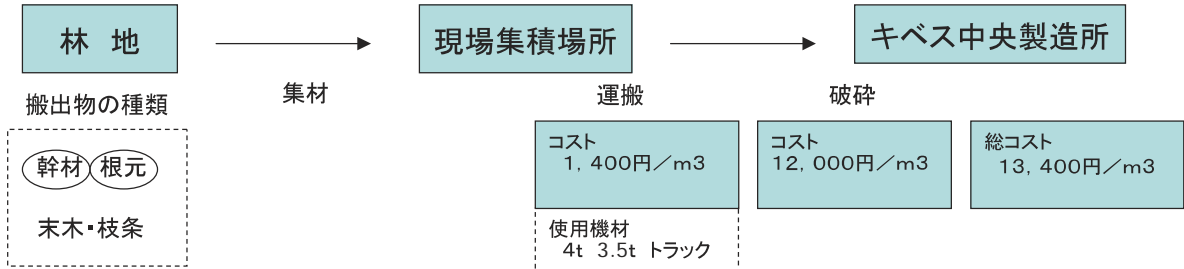 林 地
現場集積場所
キベス中央製造所
搬出物の種類
集材
運搬
破砕
幹材 根元
末木・枝条
コスト
1,400円/m3
コスト
12,000円/m3
総コスト
13,400円/m3
使用機材
4t 3.5t トラック